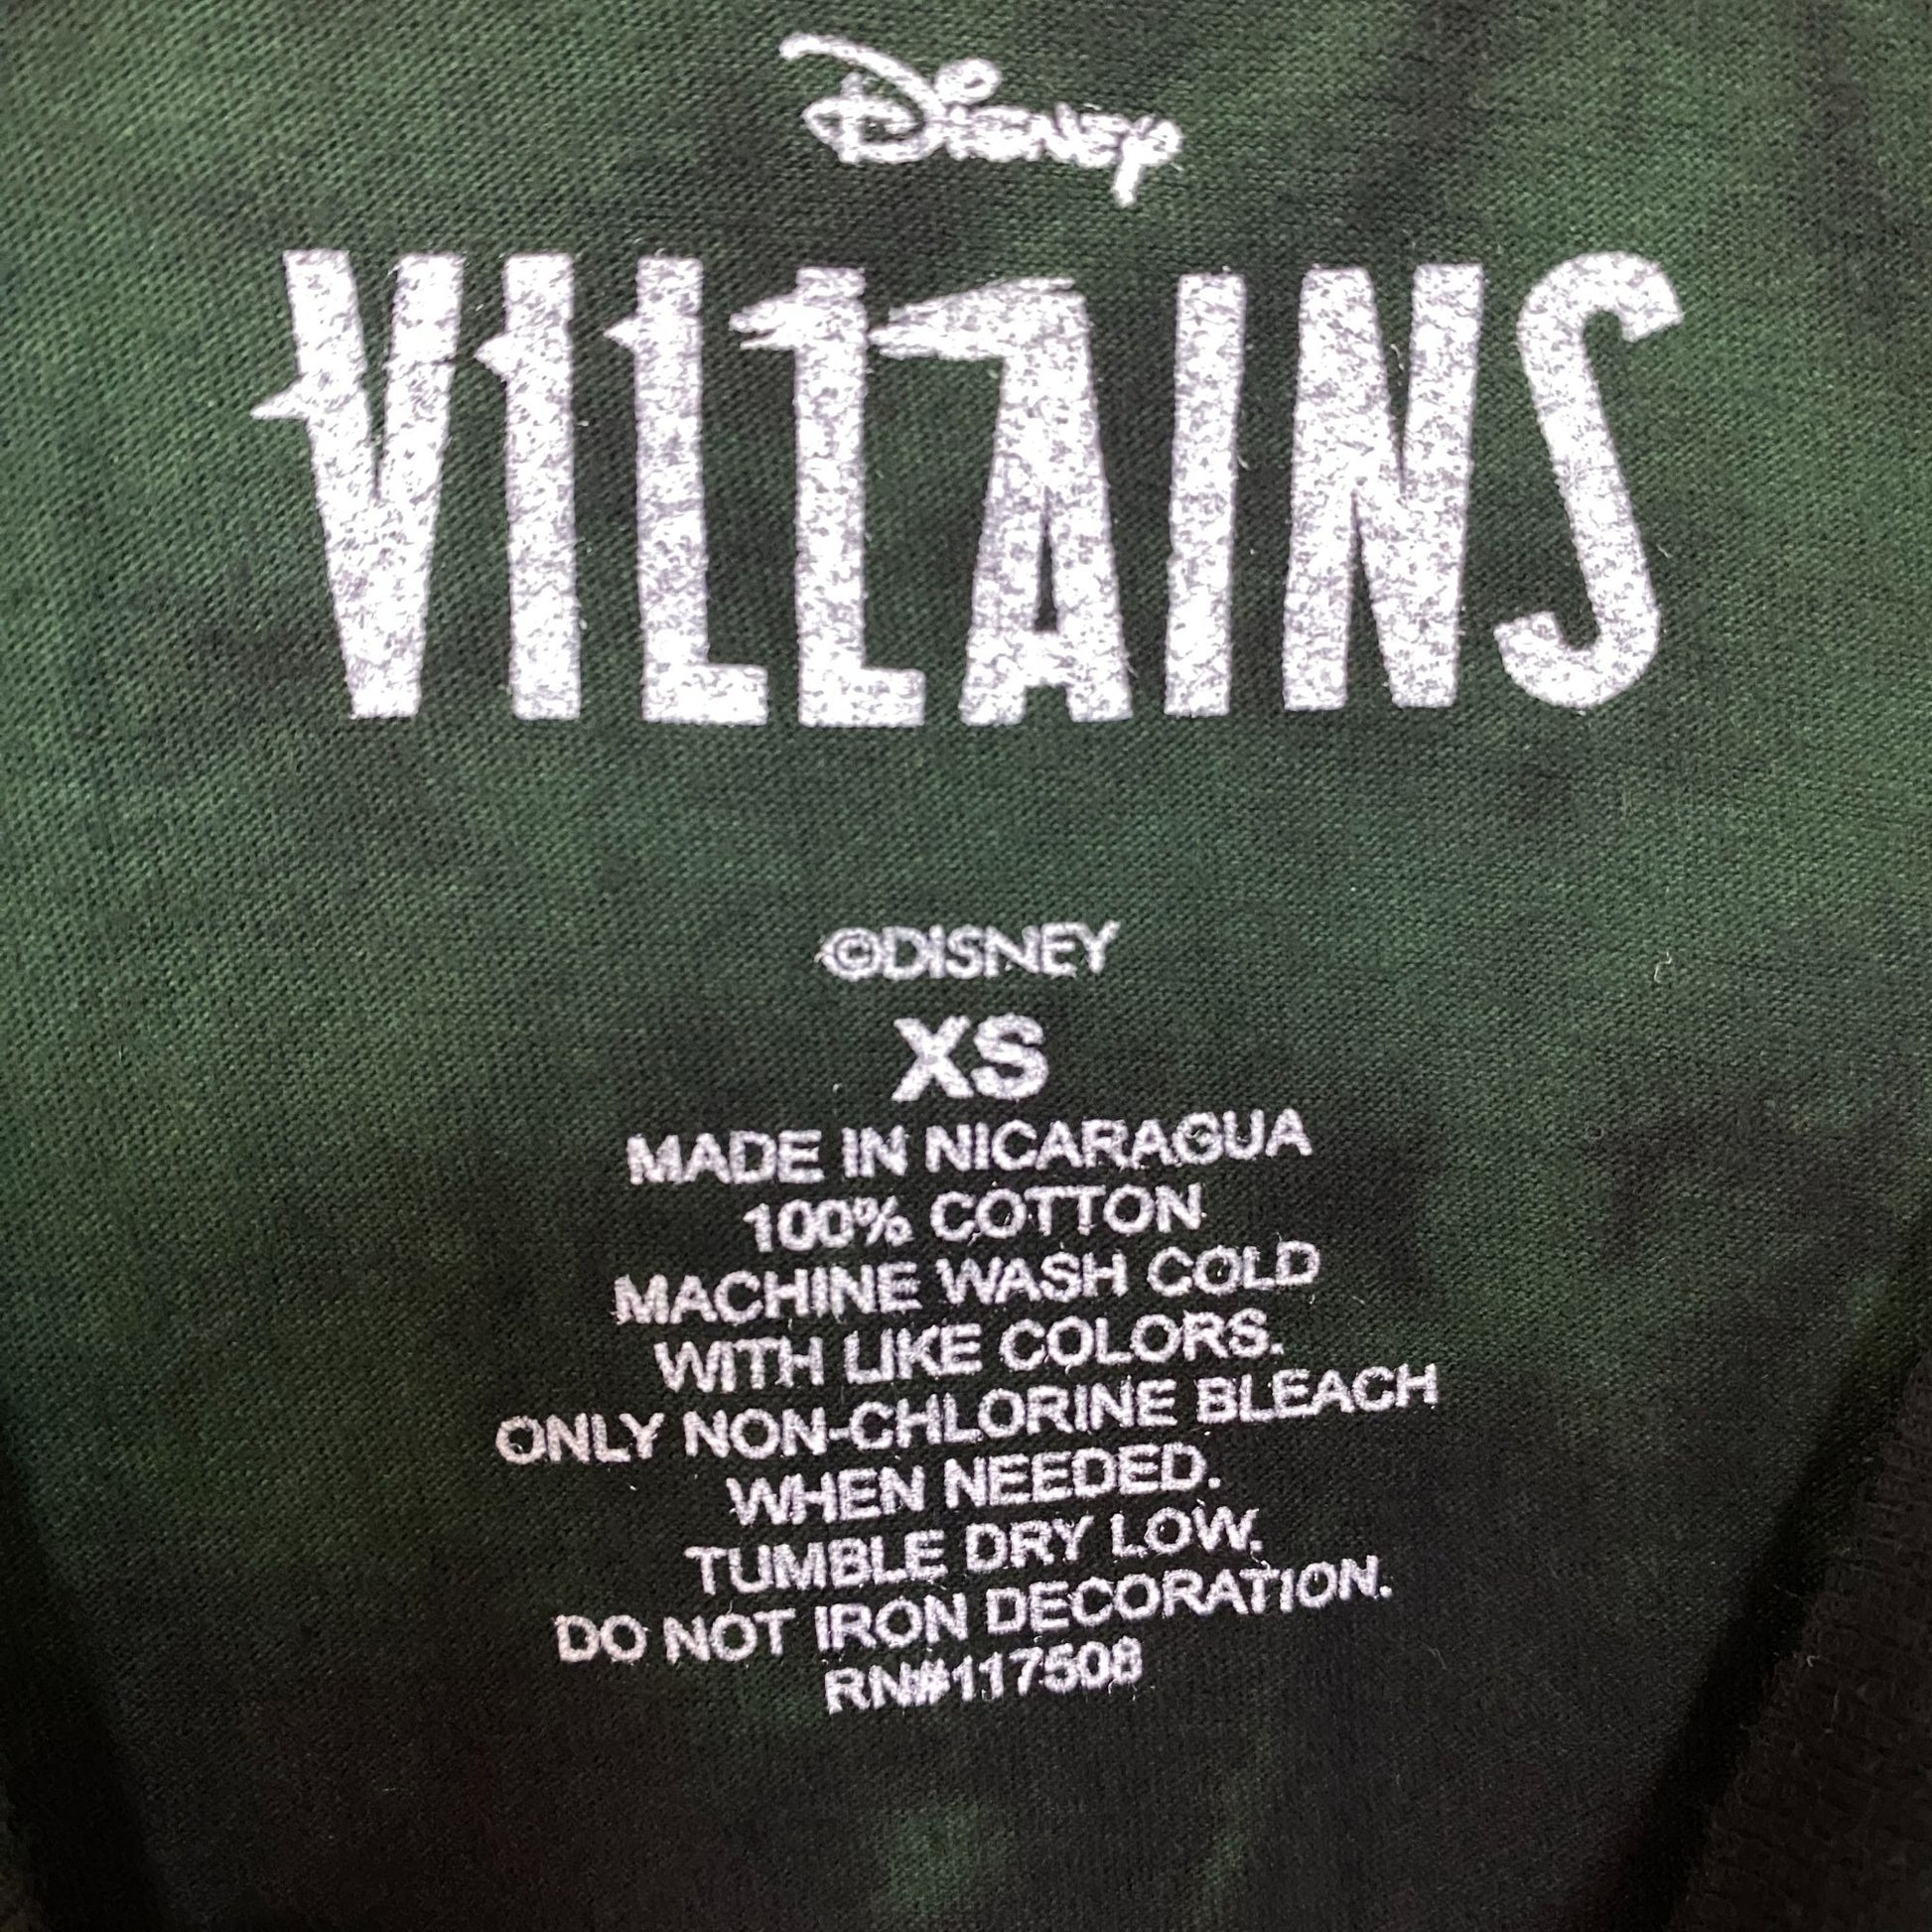 Disney
VILLAINS
©DISNEY
XS
MADE IN NICARAGUA
100% COTTON
MACHINE WASH COLD
WITH LIKE COLORS.
ONLY NON-CHLORINE BLEACH
WHEN NEEDED.
TUMBLE DRY LOW.
DO NOT IRON DECORATION.
RN#117508